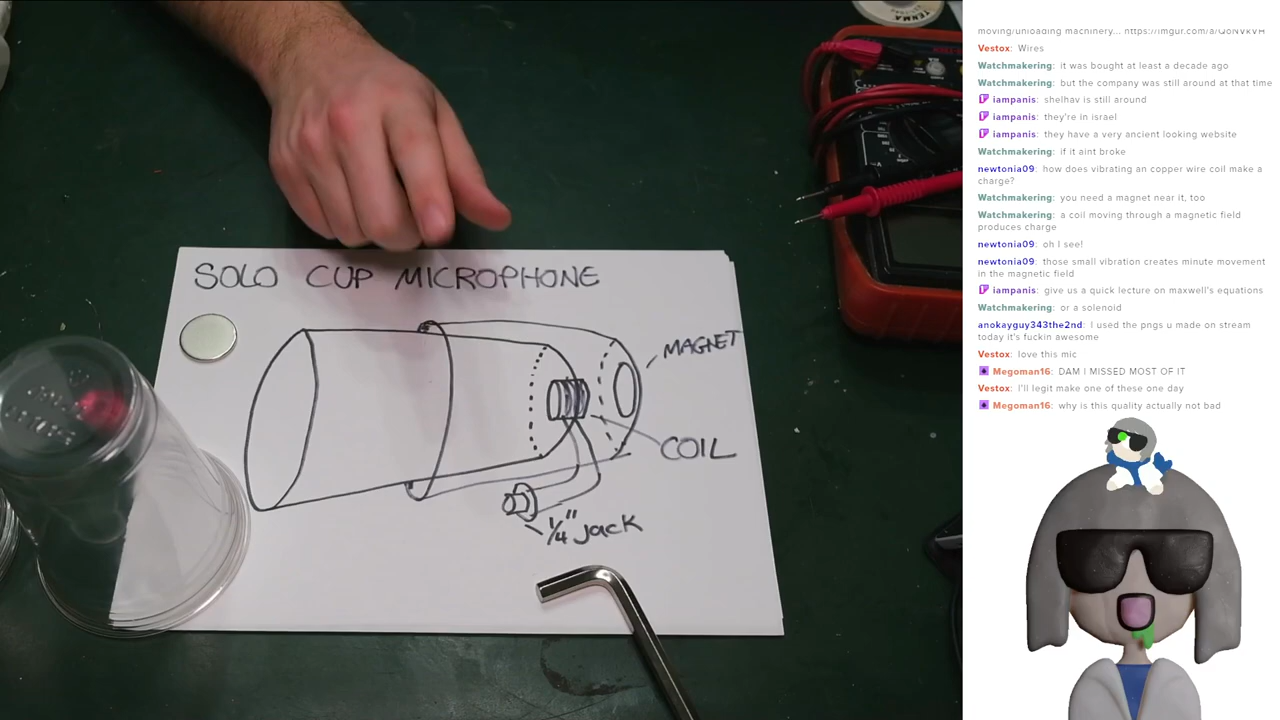 TENMA
SOLO CUP MICROPHONE
MAGNET
COIL
1/4" Jack
moving/unloading machinery...
Vestox: Wires
Watchmakering: it was bought at least a decade ago
Watchmakering: but the company was still around at that time
iampanis: shelhav is still around
iampanis: they're in israel
iampanis: they have a very ancient looking website
Watchmakering: if it aint broke
newtonia09: how does vibrating an copper wire coil make a
charge?
Watchmakering: you need a magnet near it, too
Watchmakering: a coil moving through a magnetic field
produces charge
newtonia09: oh I see!
newtonia09: those small vibration creates minute movement
in the magnetic field
iampanis: give us a quick lecture on maxwell's equations
Watchmakering: or a solenoid
anokayguy343the2nd: I used the pngs u made on stream
today it's fuckin awesome
Vestox: love this mic
Megoman16: DAM I MISSED MOST OF IT
Vestox: I'll legit make one of these one day
Megoman16: why is this quality actually not bad